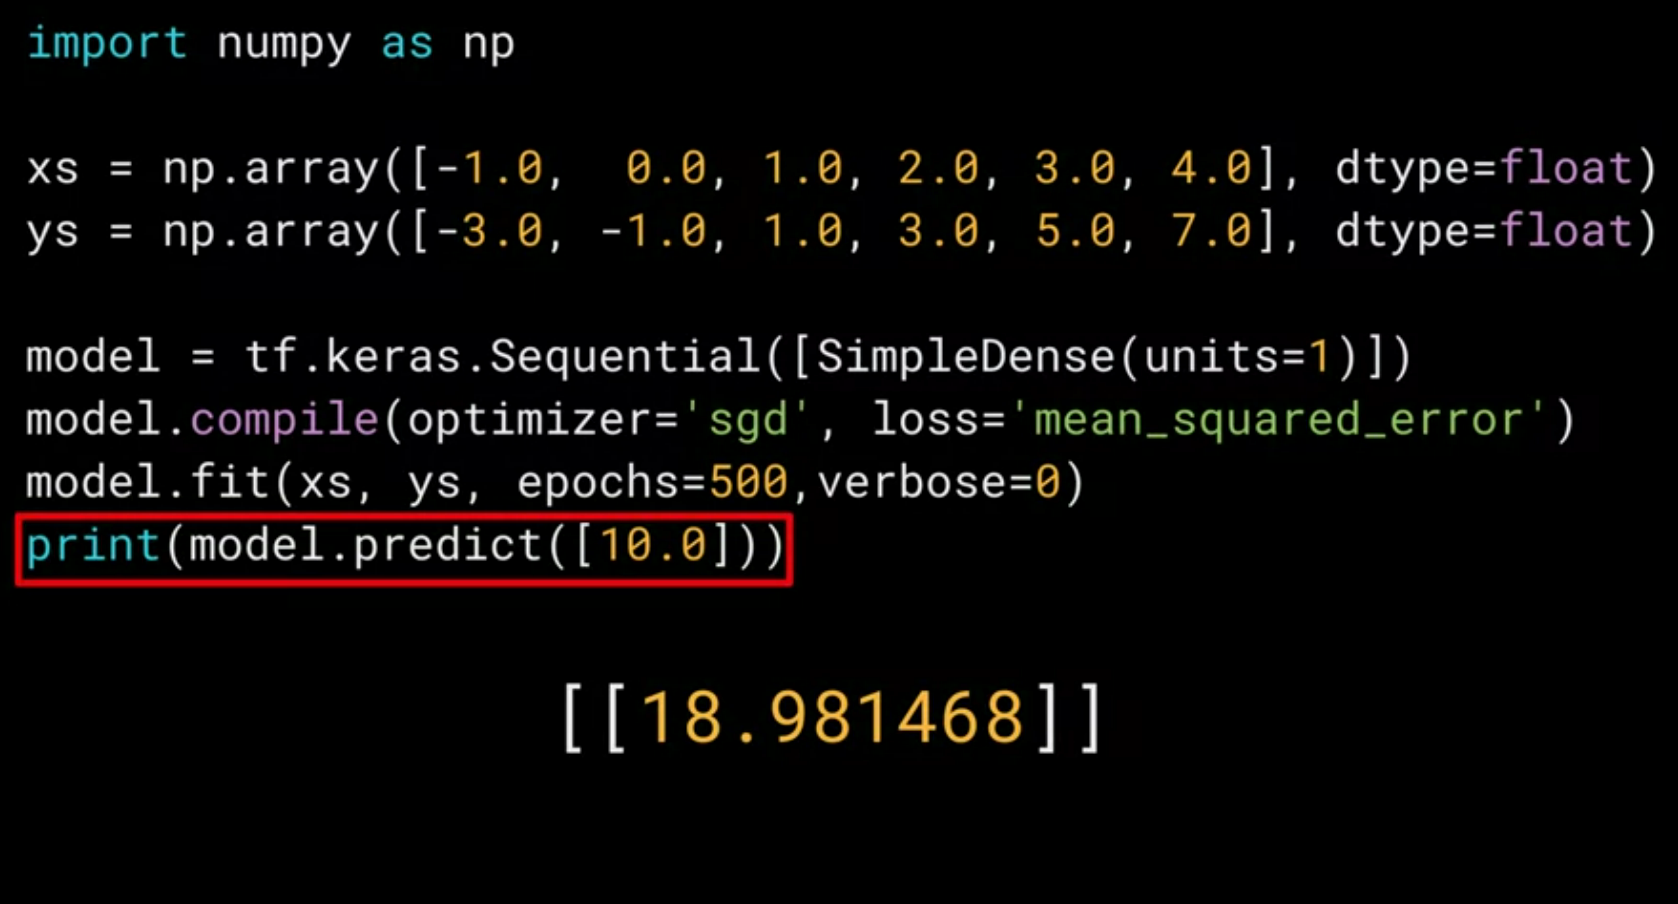 import numpy as np
xs = np.array([-1.0,  0.0, 1.0, 2.0, 3.0, 4.0], dtype=float)
ys = np.array([-3.0, -1.0, 1.0, 3.0, 5.0, 7.0], dtype=float)
model = tf.keras.Sequential([SimpleDense(units=1)])
model.compile(optimizer='sgd', loss='mean_squared_error')
model.fit(xs, ys, epochs=500,verbose=0)
print(model.predict([10.0]))
[[18.981468]]